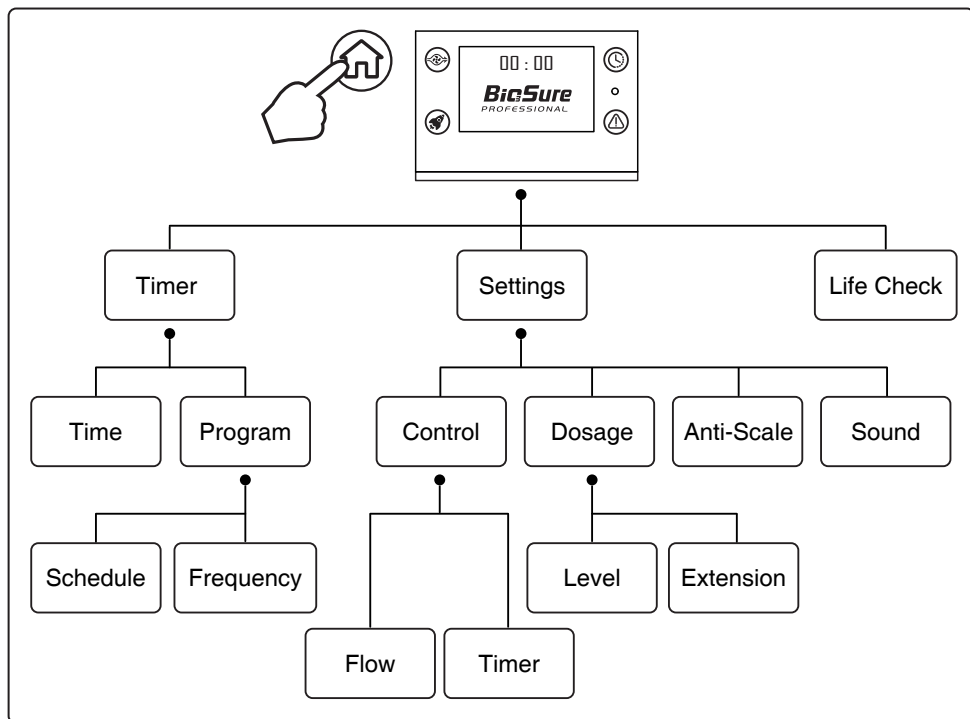 00 : 00
BioSure
PROFESSIONAL
Timer
Settings
Life Check
Time
Program
Control
Dosage
Anti-Scale
Sound
Schedule
Frequency
Level
Extension
Flow
Timer